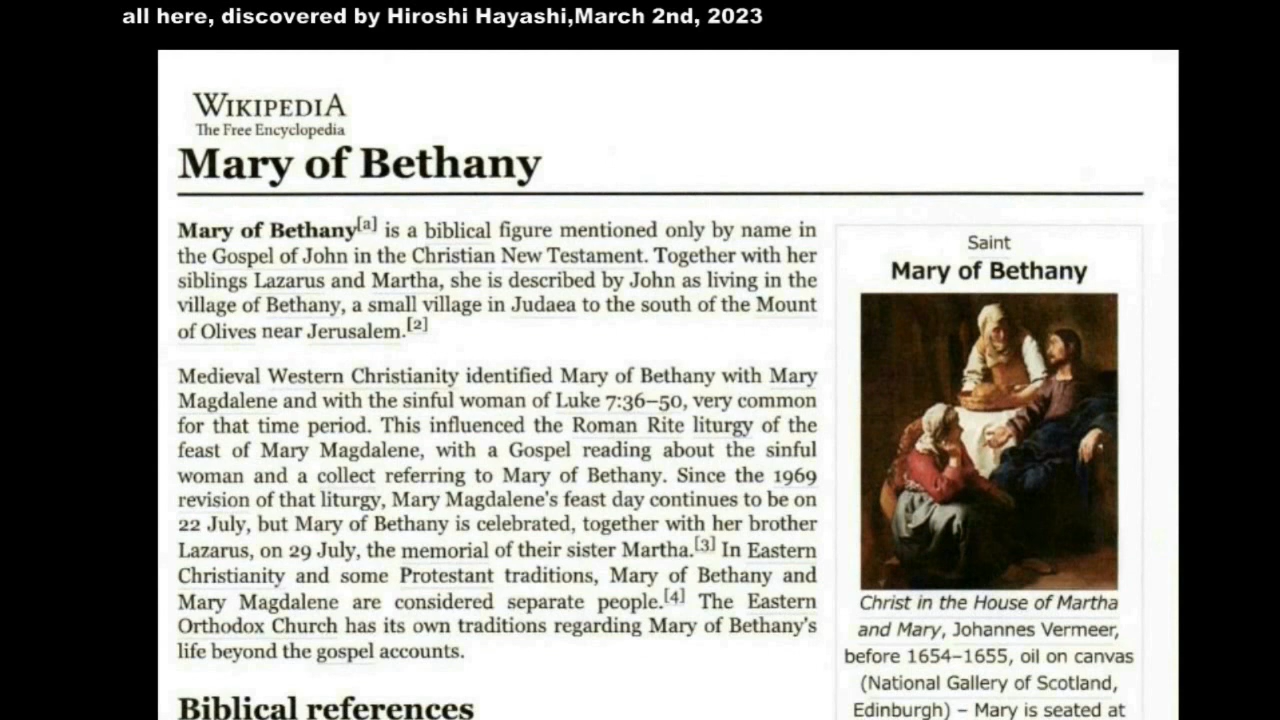 all here, discovered by Hiroshi Hayashi,March 2nd, 2023
WIKIPEDIA
The Free Encyclopedia
Mary of Bethany
Mary of Bethany[a] is a biblical figure mentioned only by name in
the Gospel of John in the Christian New Testament. Together with her
siblings Lazarus and Martha, she is described by John as living in the
village of Bethany, a small village in Judaea to the south of the Mount
of Olives near Jerusalem.[2]
Medieval Western Christianity identified Mary of Bethany with Mary
Magdalene and with the sinful woman of Luke 7:36–50, very common
for that time period. This influenced the Roman Rite liturgy of the
feast of Mary Magdalene, with a Gospel reading about the sinful
woman and a collect referring to Mary of Bethany. Since the 1969
revision of that liturgy, Mary Magdalene's feast day continues to be on
22 July, but Mary of Bethany is celebrated, together with her brother
Lazarus, on 29 July, the memorial of their sister Martha.[3] In Eastern
Christianity and some Protestant traditions, Mary of Bethany and
Mary Magdalene are considered separate people.[4] The Eastern
Orthodox Church has its own traditions regarding Mary of Bethany's
life beyond the gospel accounts.
Biblical references
Saint
Mary of Bethany
Christ in the House of Martha
and Mary, Johannes Vermeer,
before 1654–1655, oil on canvas
(National Gallery of Scotland,
Edinburgh) – Mary is seated at